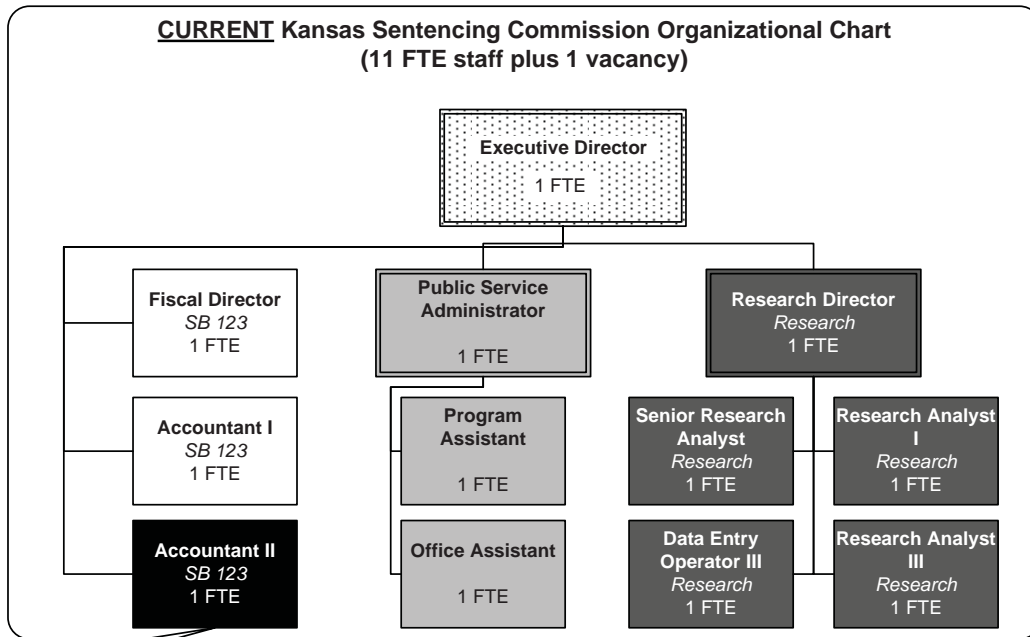 CURRENT Kansas Sentencing Commission Organizational Chart
(11 FTE staff plus 1 vacancy)
Executive Director
1 FTE
Fiscal Director
SB 123
1 FTE
Public Service
Administrator
1 FTE
Research Director
Research
1 FTE
Accountant I
SB 123
1 FTE
Program
Assistant
1 FTE
Senior Research
Analyst
Research
1 FTE
Research Analyst
I
Research
1 FTE
Accountant II
SB 123
1 FTE
Office Assistant
1 FTE
Data Entry
Operator III
Research
1 FTE
Research Analyst
III
Research
1 FTE